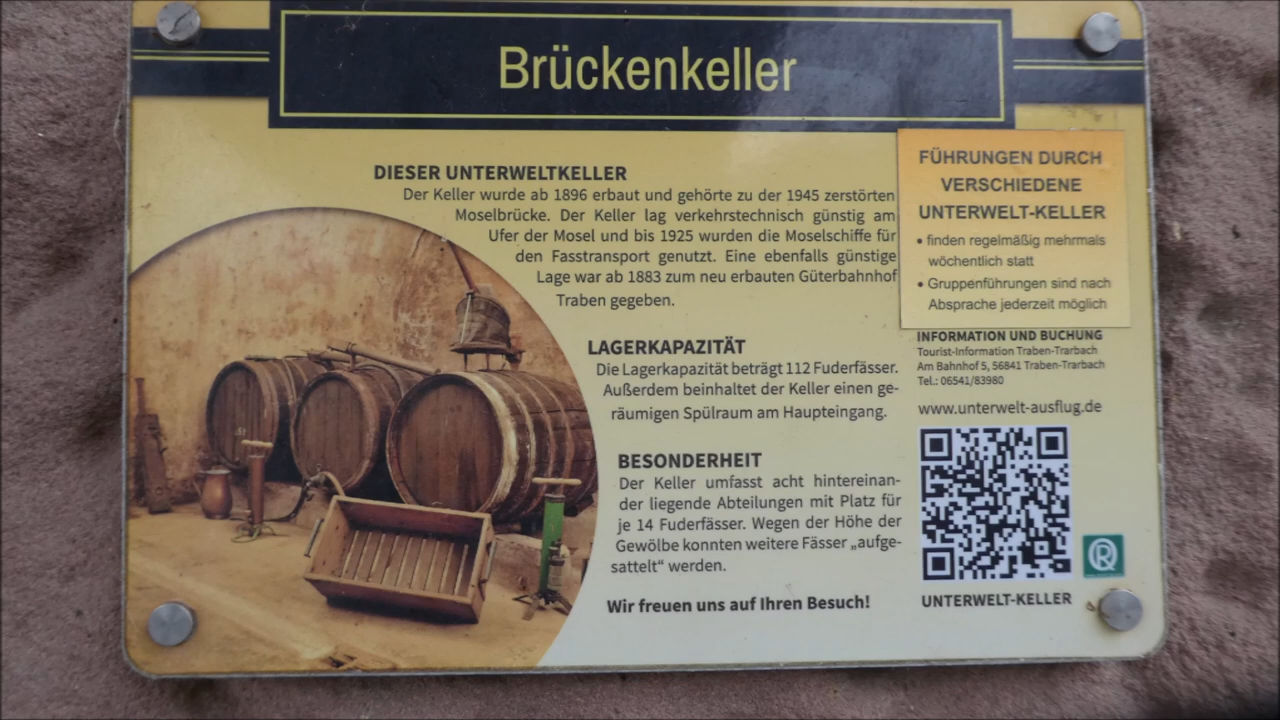 Brückenkeller
DIESER UNTERWELTKELLER
Der Keller wurde ab 1896 erbaut und gehörte zu der 1945 zerstörten
Moselbrücke. Der Keller lag verkehrstechnisch günstig am
Ufer der Mosel und bis 1925 wurden die Moselschiffe für
den Fasstransport genutzt. Eine ebenfalls günstige
Lage war ab 1883 zum neu erbauten Güterbahnhof
Traben gegeben.
LAGERKAPAZITÄT
Die Lagerkapazität beträgt 112 Fuderfässer.
Außerdem beinhaltet der Keller einen ge-
räumigen Spülraum am Haupteingang.
BESONDERHEIT
Der Keller umfasst acht hintereinan-
der liegende Abteilungen mit Platz für
je 14 Fuderfässer. Wegen der Höhe der
Gewölbe konnten weitere Fässer „aufge-
sattelt“ werden.
Wir freuen uns auf Ihren Besuch!
FÜHRUNGEN DURCH
VERSCHIEDENE
UNTERWELT-KELLER
• finden regelmäßig mehrmals
wöchentlich statt
• Gruppenführungen sind nach
Absprache jederzeit möglich
INFORMATION UND BUCHUNG
Tourist-Information Traben-Trarbach
Am Bahnhof 5, 56841 Traben-Trarbach
Tel.: 06541/83980
www.unterwelt-ausflug.de
UNTERWELT-KELLER